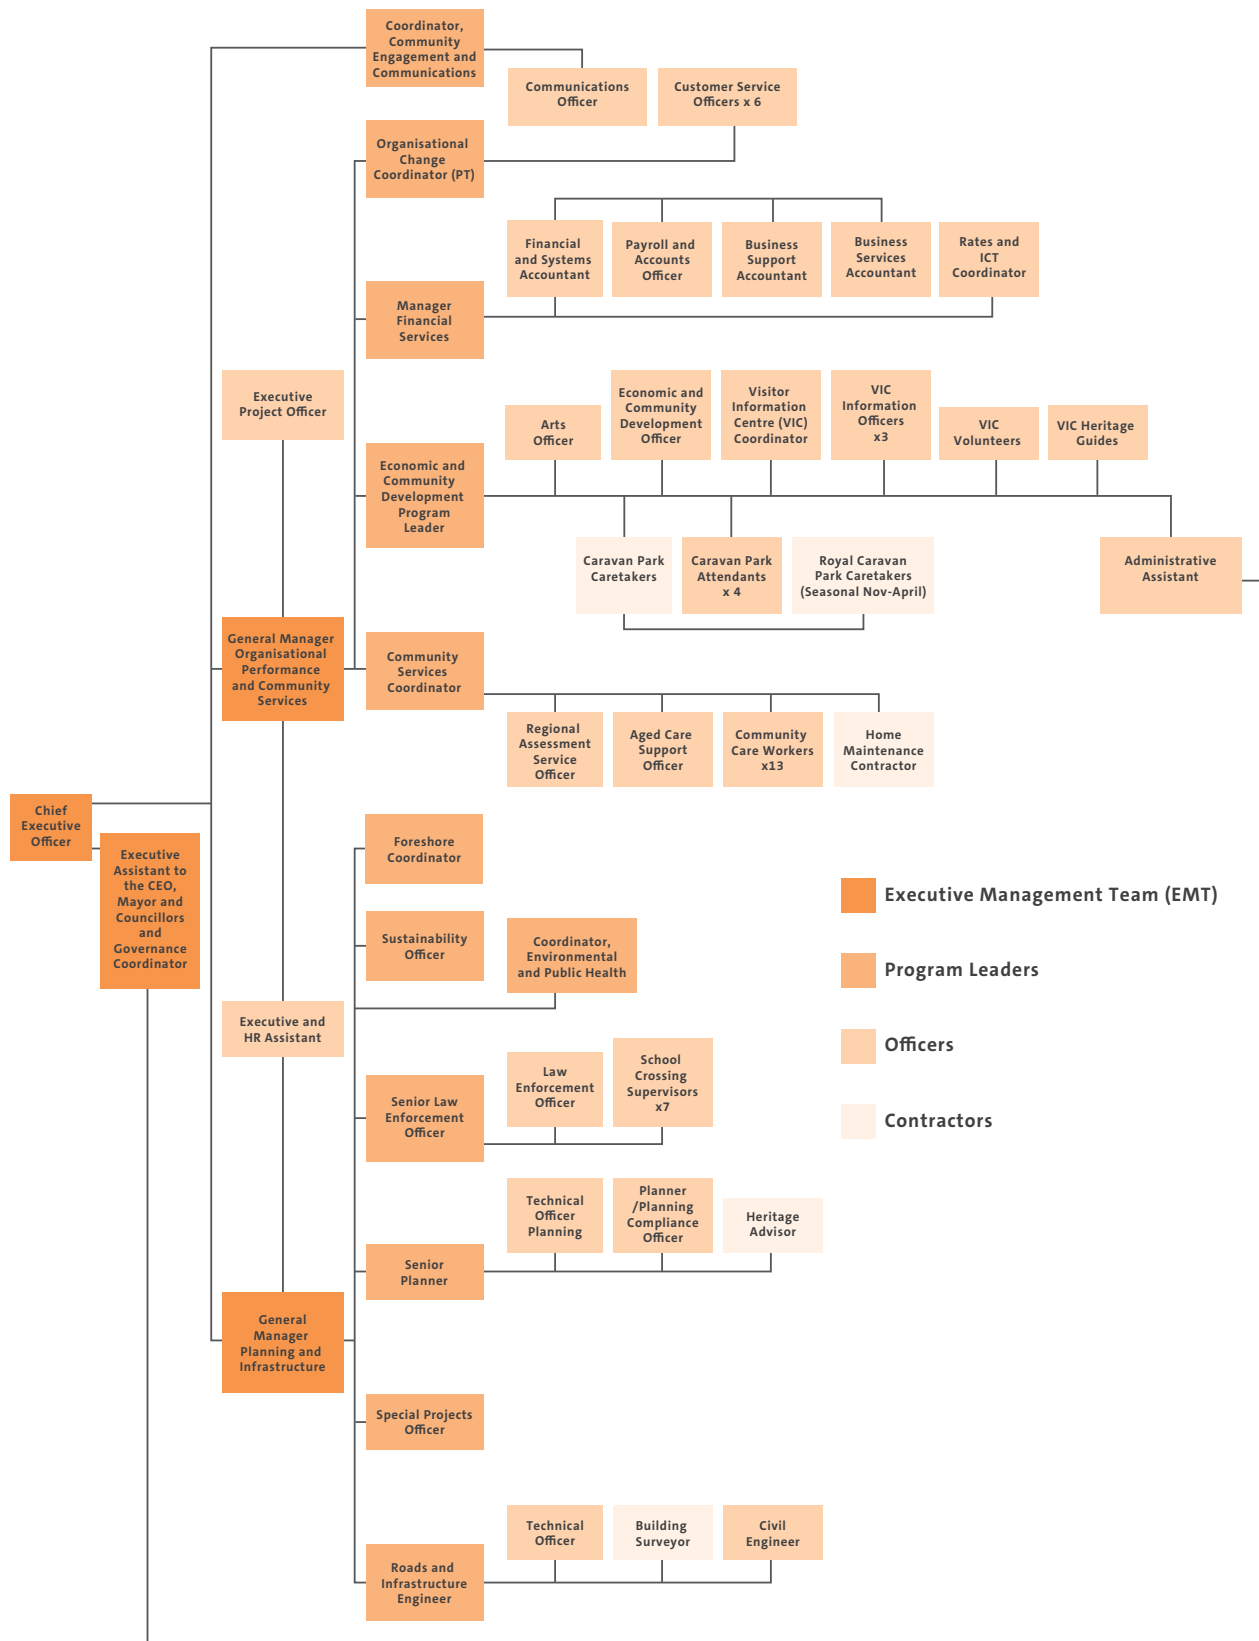 Coordinator,
Community
Engagement and
Communications
Communications
Officer
Customer Service
Officers x 6
Organisational
Change
Coordinator (PT)
Financial
and Systems
Accountant
Payroll and
Accounts
Officer
Business
Support
Accountant
Business
Services
Accountant
Rates and
ICT
Coordinator
Manager
Financial
Services
Executive
Project Officer
Arts
Officer
Economic and
Community
Development
Officer
Visitor
Information
Centre (VIC)
Coordinator
VIC
Information
Officers
x3
VIC
Volunteers
VIC Heritage
Guides
Economic and
Community
Development
Program
Leader
Caravan Park
Caretakers
Caravan Park
Attendants
x 4
Royal Caravan
Park Caretakers
(Seasonal Nov-April)
Administrative
Assistant
General Manager
Organisational
Performance
and Community
Services
Community
Services
Coordinator
Regional
Assessment
Service
Officer
Aged Care
Support
Officer
Community
Care Workers
x13
Home
Maintenance
Contractor
Chief
Executive
Officer
Executive
Assistant to
the CEO,
Mayor and
Councillors
and
Governance
Coordinator
Foreshore
Coordinator
Sustainability
Officer
Coordinator,
Environmental
and Public Health
Executive and
HR Assistant
Senior Law
Enforcement
Officer
Law
Enforcement
Officer
School
Crossing
Supervisors
x7
Technical
Officer
Planning
Planner
/Planning
Compliance
Officer
Heritage
Advisor
Senior
Planner
General
Manager
Planning and
Infrastructure
Special Projects
Officer
Technical
Officer
Building
Surveyor
Civil
Engineer
Roads and
Infrastructure
Engineer
Executive Management Team (EMT)
Program Leaders
Officers
Contractors